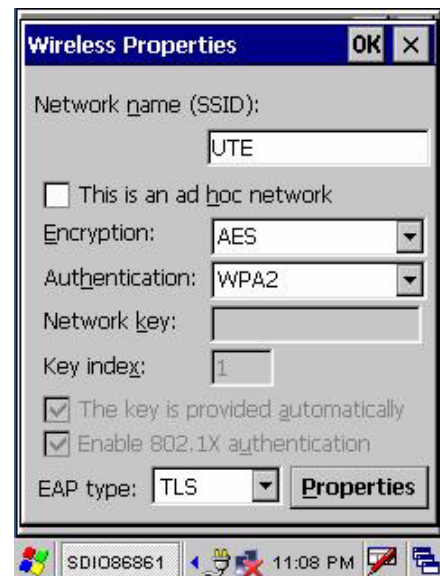 Wireless Properties OK ×
Network name (SSID):
UTE
This is an ad hoc network
Encryption: AES
Authentication: WPA2
Network key:
Key index: 1
The key is provided automatically
Enable 802.1X authentication
EAP type: TLS Properties
SDIO86861 11:08 PM